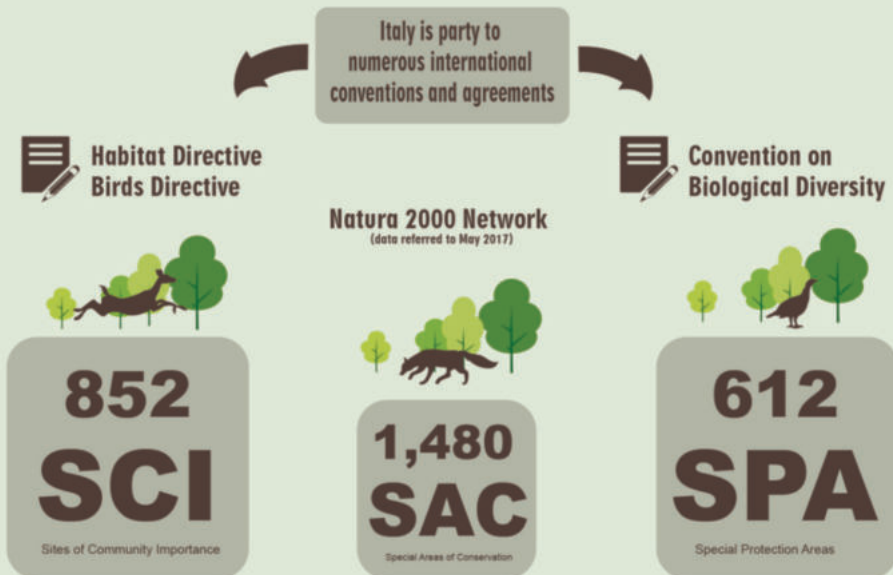 Italy is party to
numerous international
conventions and agreements
Habitat Directive
Birds Directive
Convention on
Biological Diversity
Natura 2000 Network
(data referred to May 2017)
852
SCI
Sites of Community Importance
1,480
SAC
Special Areas of Conservation
612
SPA
Special Protection Areas